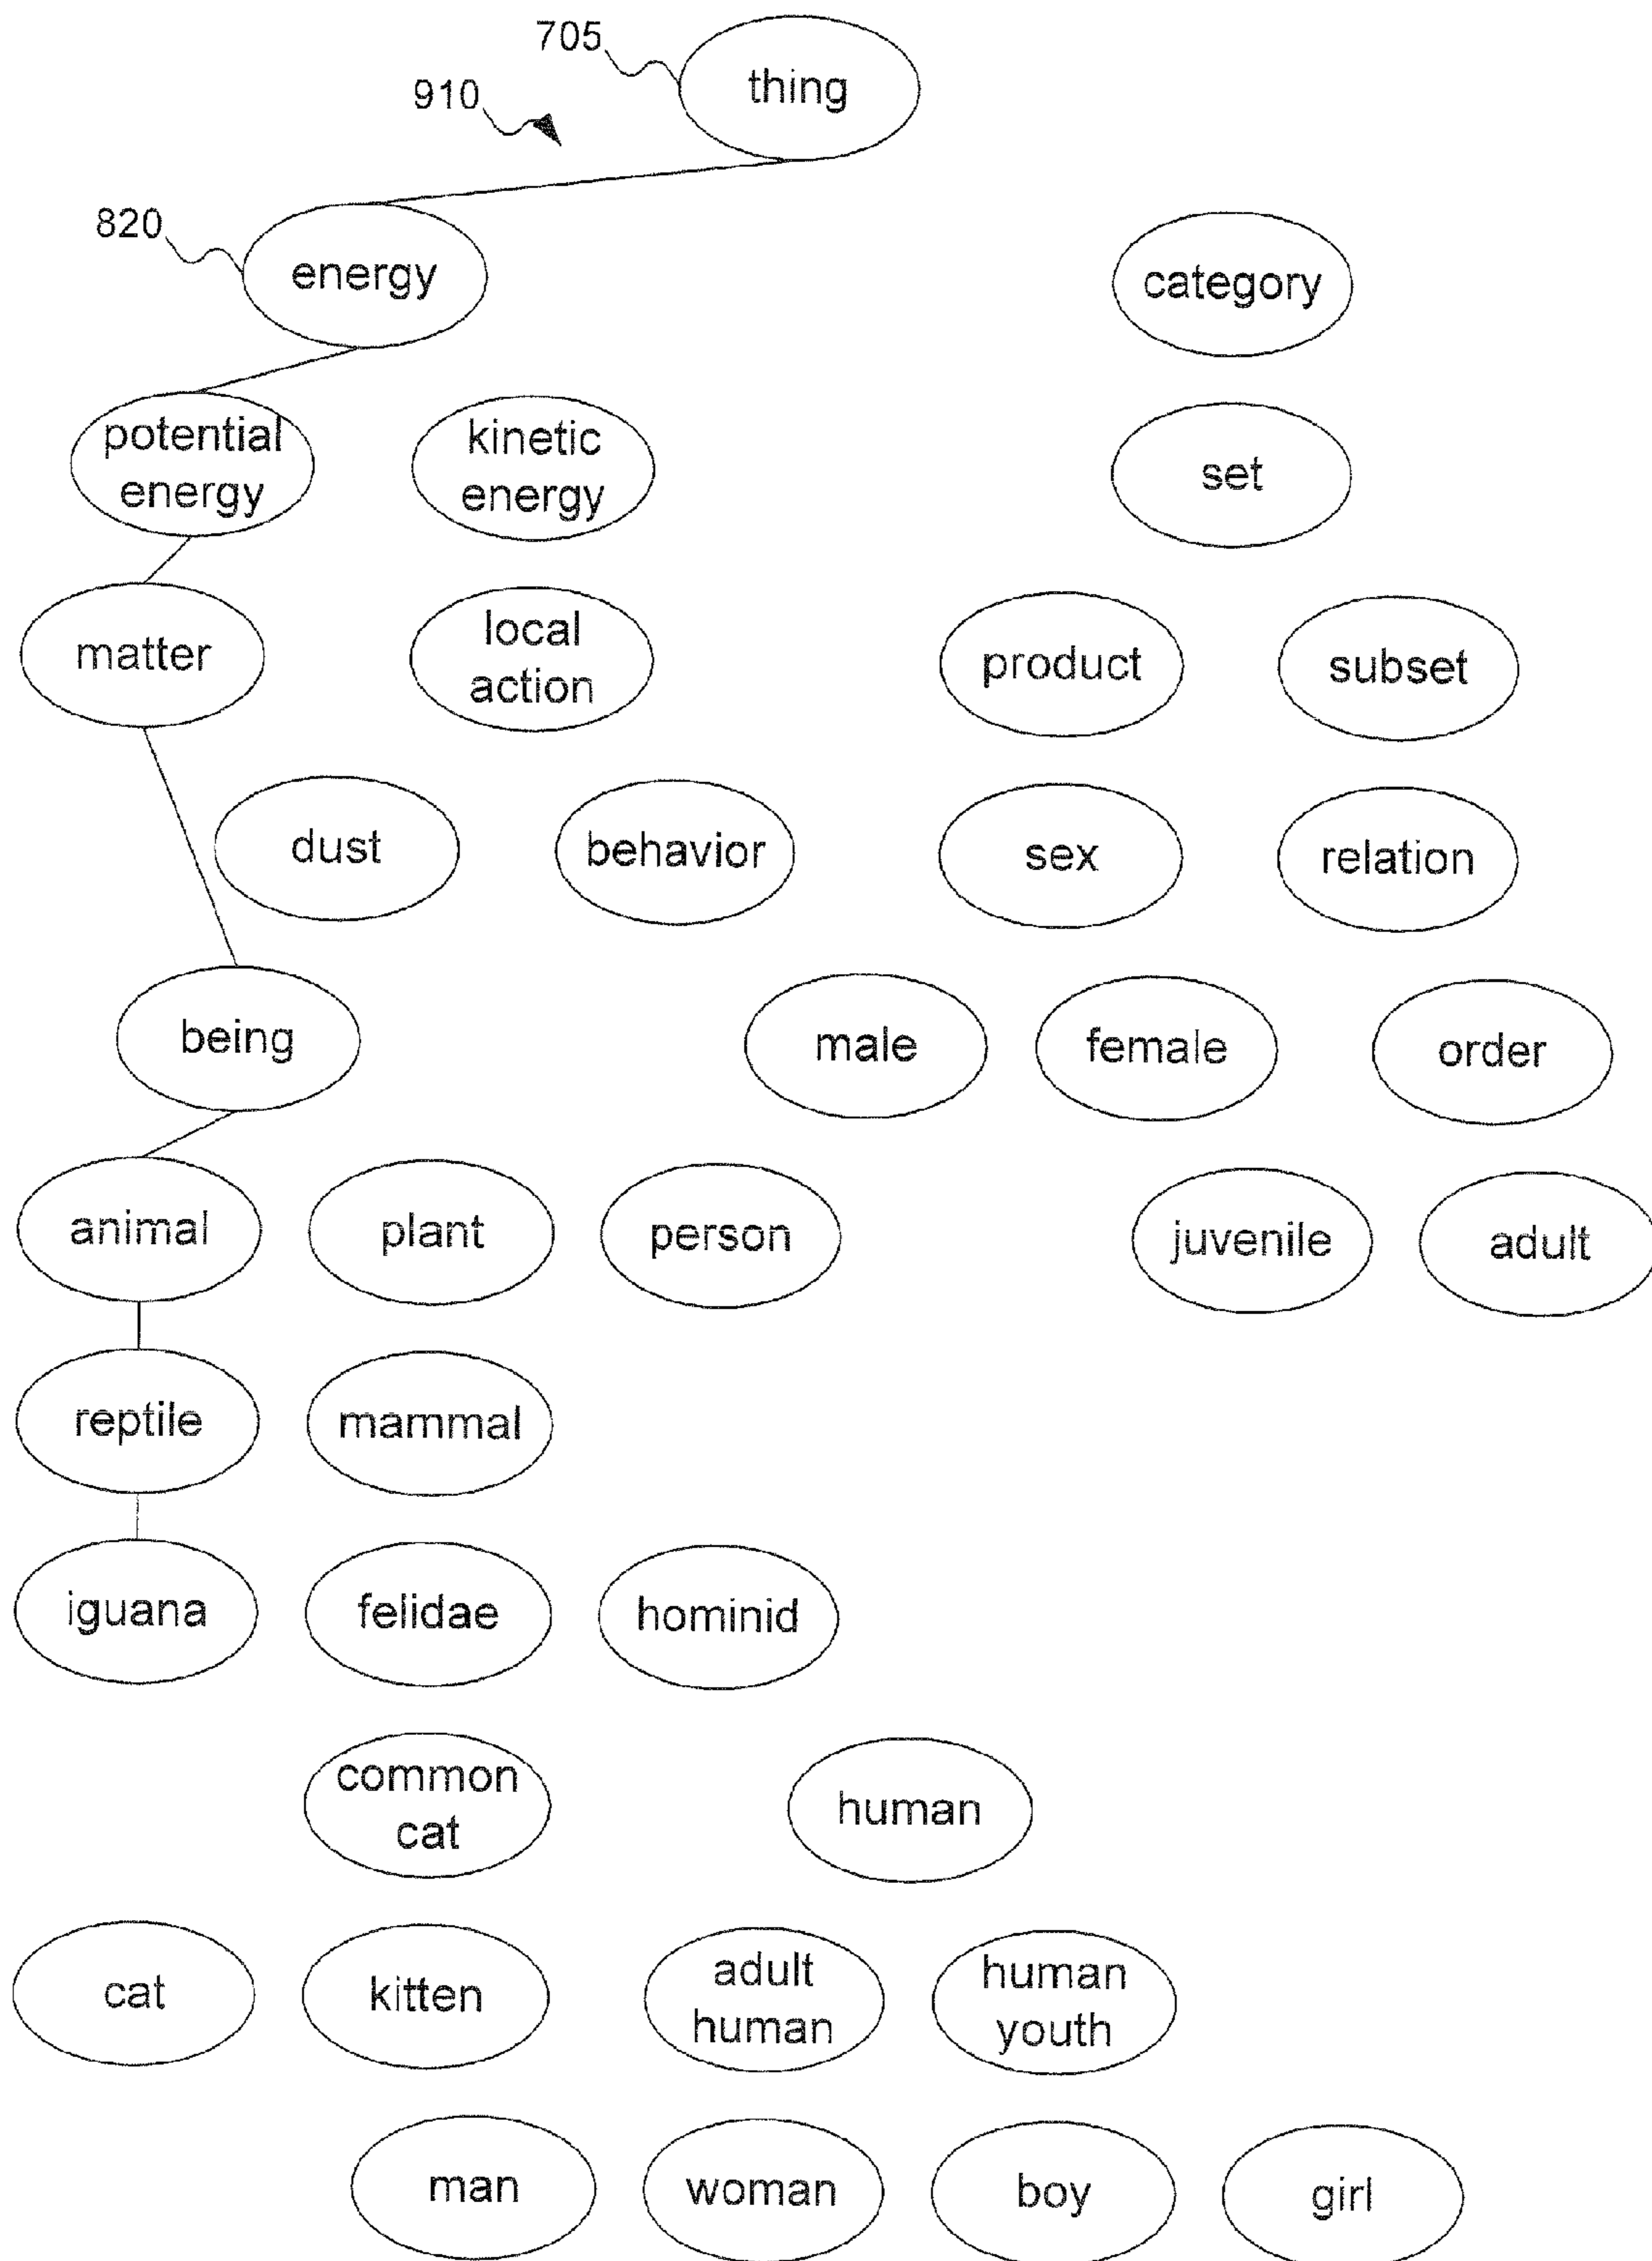 705
thing
910
820
energy
category
potential
energy
kinetic
energy
set
matter
local
action
product
subset
dust
behavior
sex
relation
being
male
female
order
animal
plant
person
juvenile
adult
reptile
mammal
iguana
felidae
hominid
common
cat
human
cat
kitten
adult
human
human
youth
man
woman
boy
girl